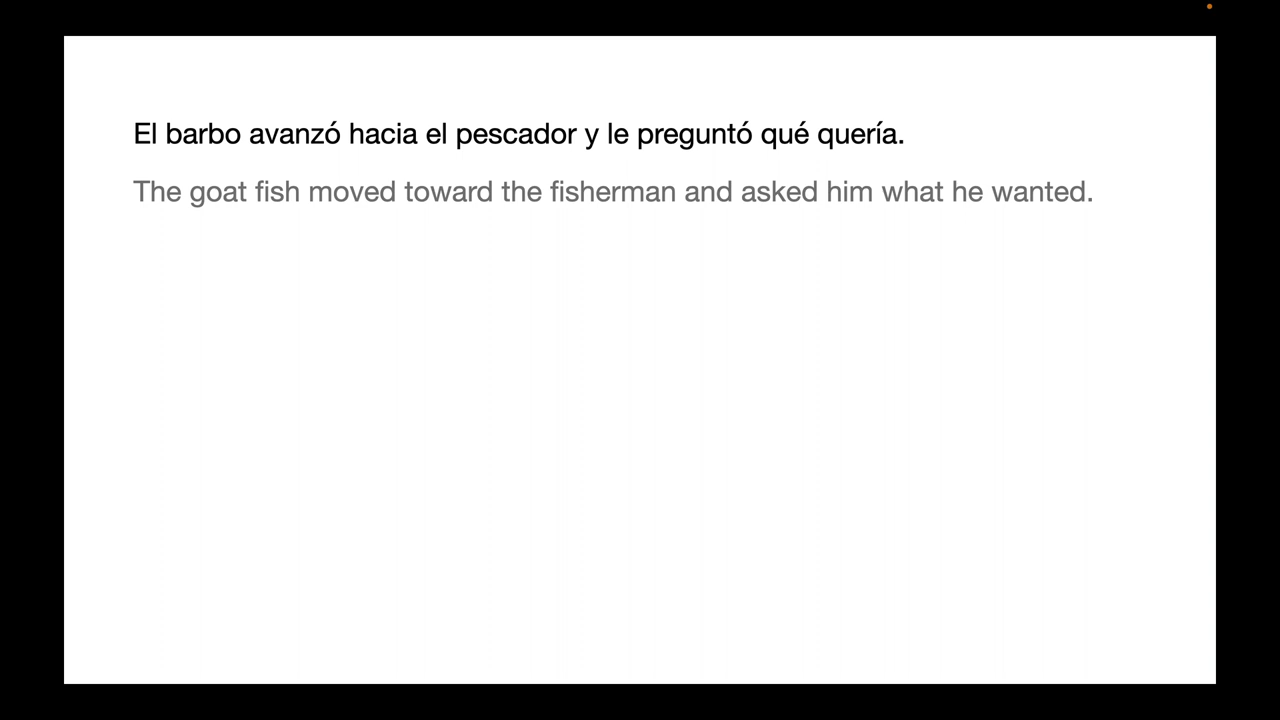 El barbo avanzó hacia el pescador y le preguntó qué quería.
The goat fish moved toward the fisherman and asked him what he wanted.